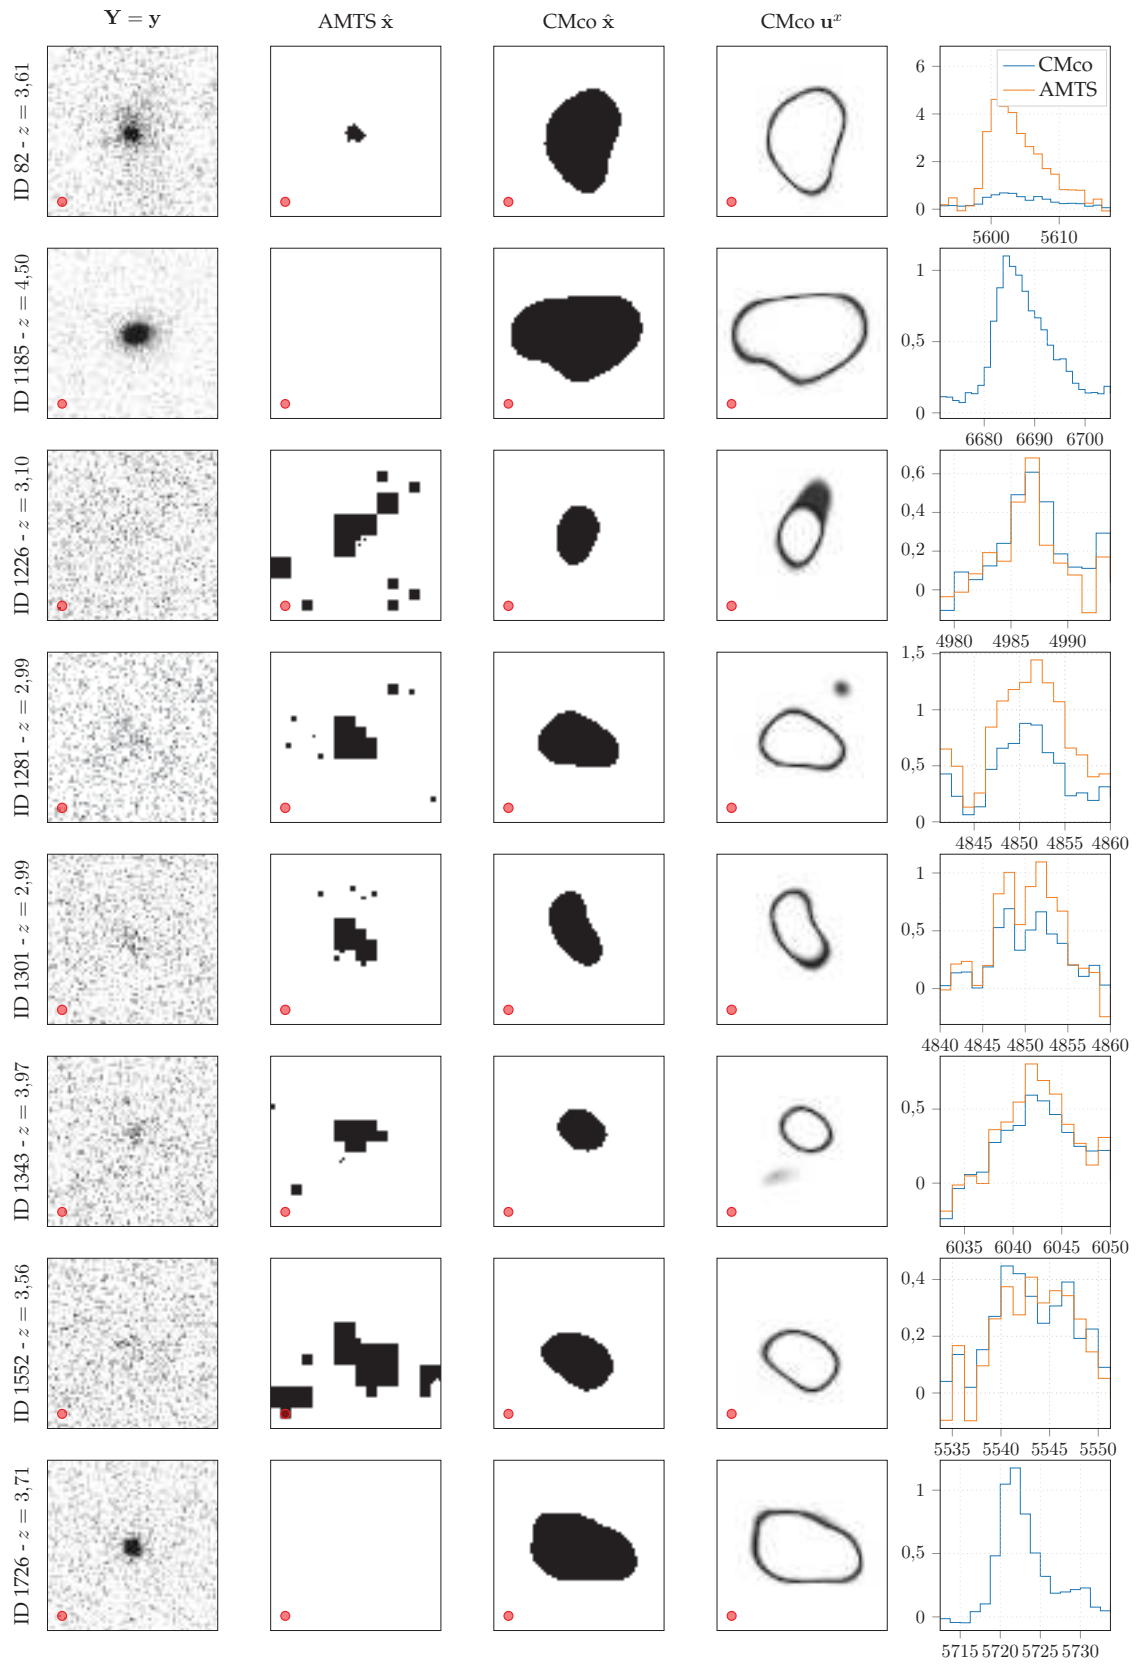 Y = y
AMTS x̂
CMco x̂
CMco uˣ
ID 82 - z = 3,61
CMco
AMTS
6
4
2
0
5600 5610
ID 1185 - z = 4,50
1
0,5
0
6680 6690 6700
ID 1226 - z = 3,10
0,6
0,4
0,2
0
4980 4985 4990
ID 1281 - z = 2,99
1,5
1
0,5
0
4845 4850 4855 4860
ID 1301 - z = 2,99
1
0,5
0
4840 4845 4850 4855 4860
ID 1343 - z = 3,97
0,5
0
6035 6040 6045 6050
ID 1552 - z = 3,56
0,4
0,2
0
5535 5540 5545 5550
ID 1726 - z = 3,71
1
0,5
0
5715 5720 5725 5730